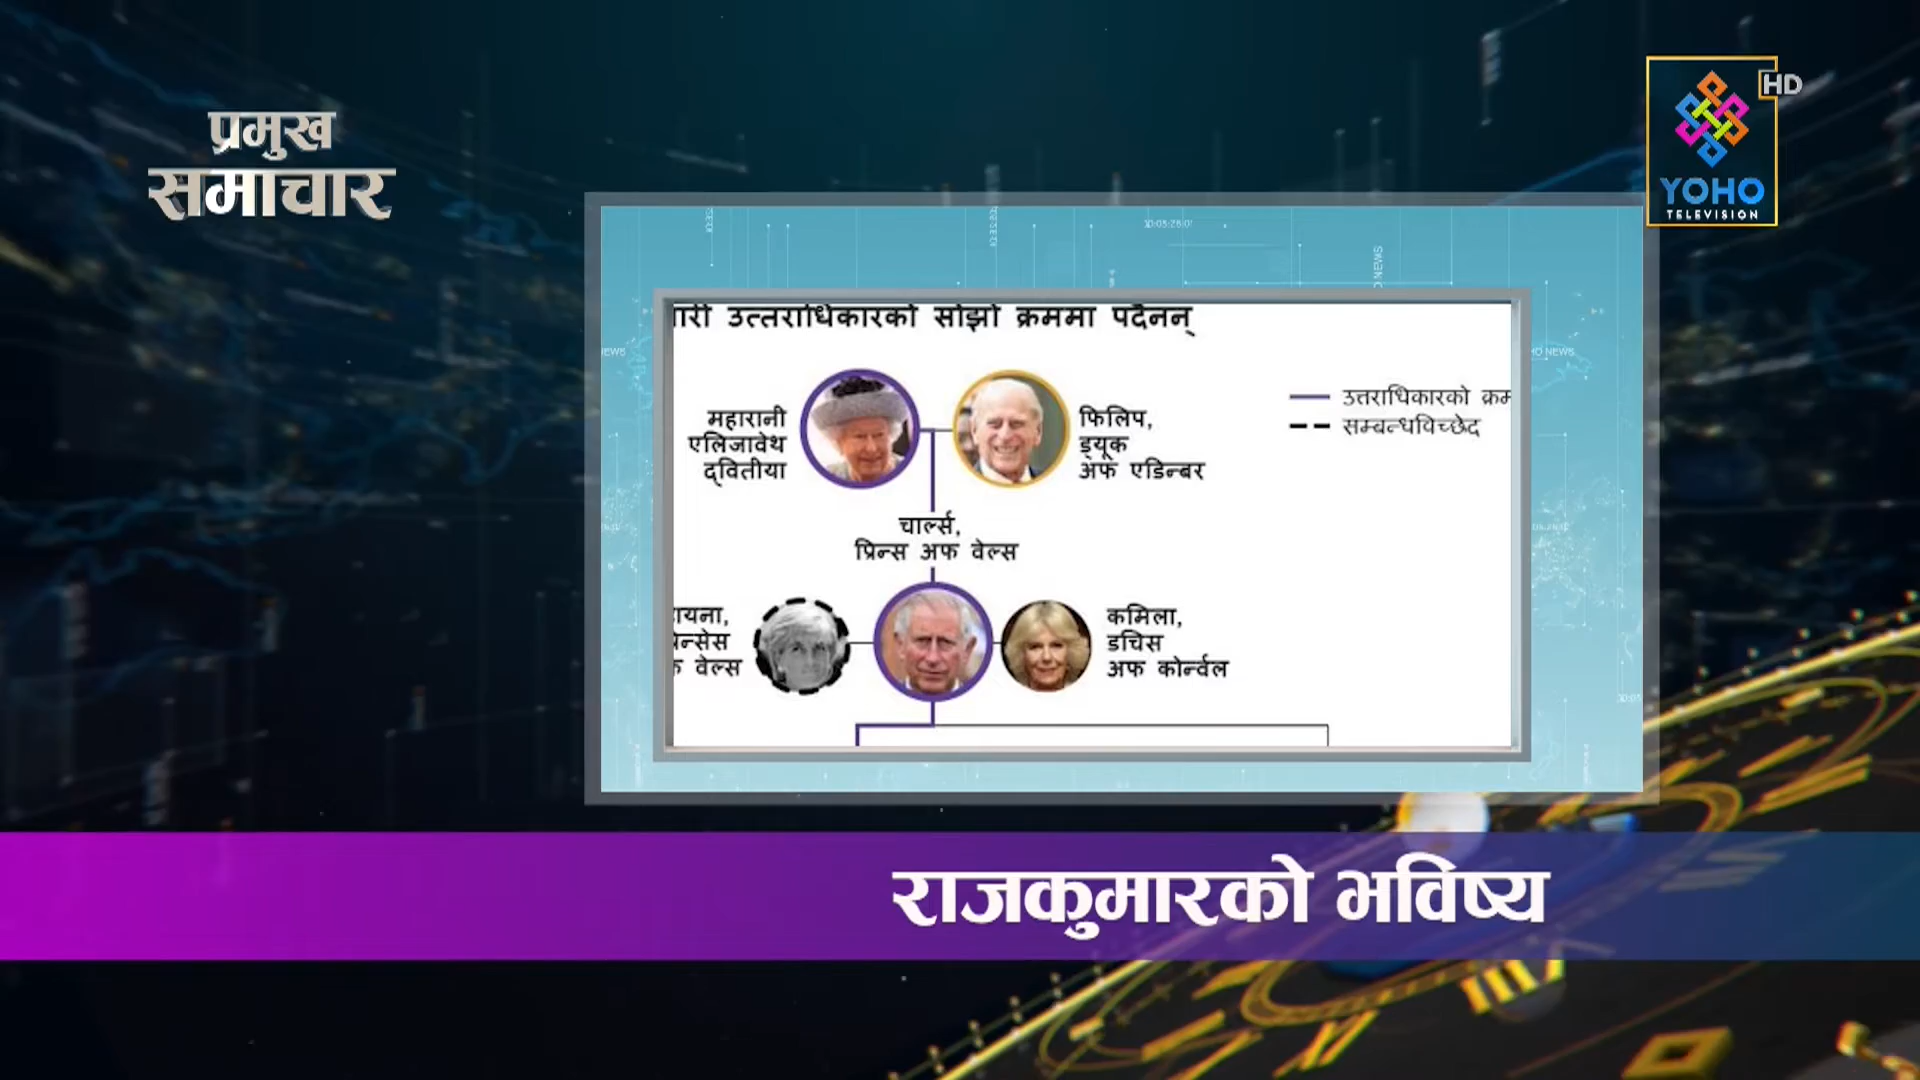 प्रमुख
समाचार
HD
YOHO
TELEVISION
उत्तराधिकारको सोझो क्रममा पर्दैनन्
महारानी
एलिजावेथ
द्वितीया
फिलिप,
ड्यूक
अफ एडिन्बर
उत्तराधिकारको क्रम
सम्बन्धविच्छेद
चार्ल्स,
प्रिन्स अफ वेल्स
वेल्स
कमिला,
डचिस
अफ कोर्न्वल
राजकुमारको भविष्य